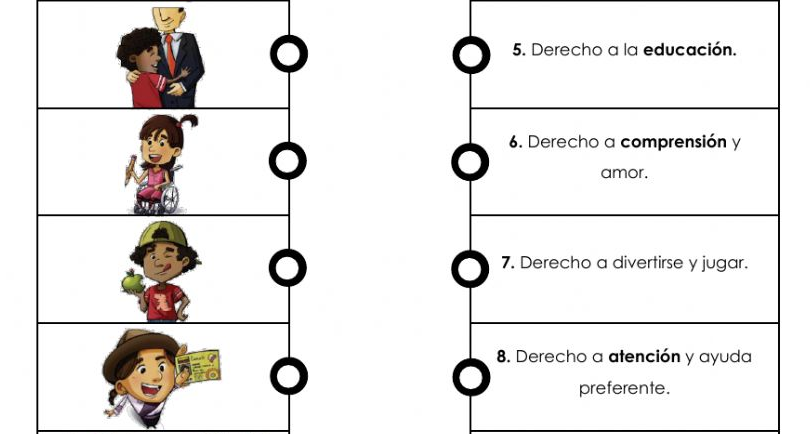 5. Derecho a la educación.
6. Derecho a comprensión y
amor.
7. Derecho a divertirse y jugar.
8. Derecho a atención y ayuda
preferente.